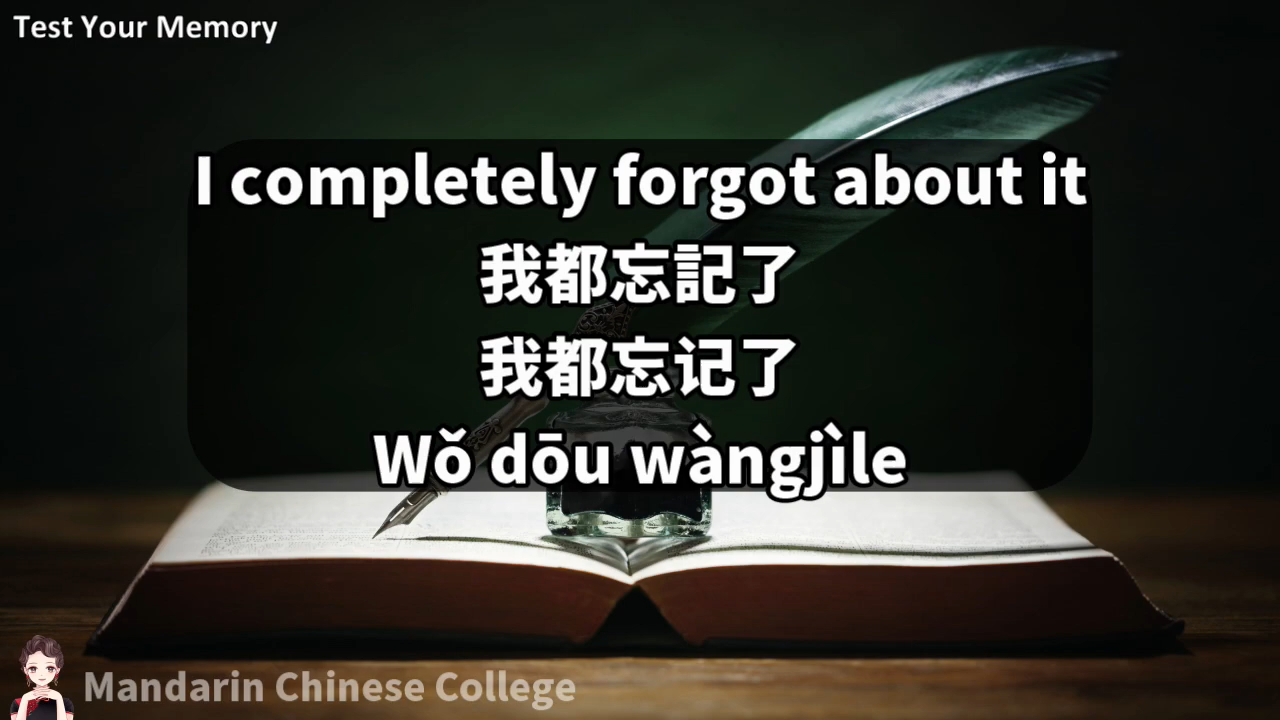 Test Your Memory
I completely forgot about it
我都忘記了
我都忘记了
Wǒ dōu wàngjìle
Mandarin Chinese College